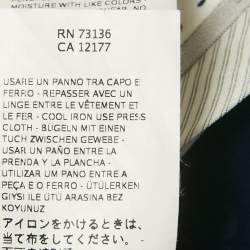 MOISTURE WITH LIKE COLORS -
RN 73136
CA 12177
USARE UN PANNO TRA CAPO E
FERRO - REPASSER AVEC UN
LINGE ENTRE LE VÊTEMENT ET
LE FER - COOL IRON USE PRESS
CLOTH - BÜGELN MIT EINEM
TUCH ZWISCHEN GEWEBE -
USAR UN PAÑO ENTRE LA
PRENDA Y LA PLANCHA -
UTILIZAR UM PANO ENTRE A
PEÇA E O FERRO - ÜTÜLERKEN
GIYSI ILE ÜTÜ ARASINA BEZ
KOYUNUZ
アイロンをかけるときは、
当て布をしてください。